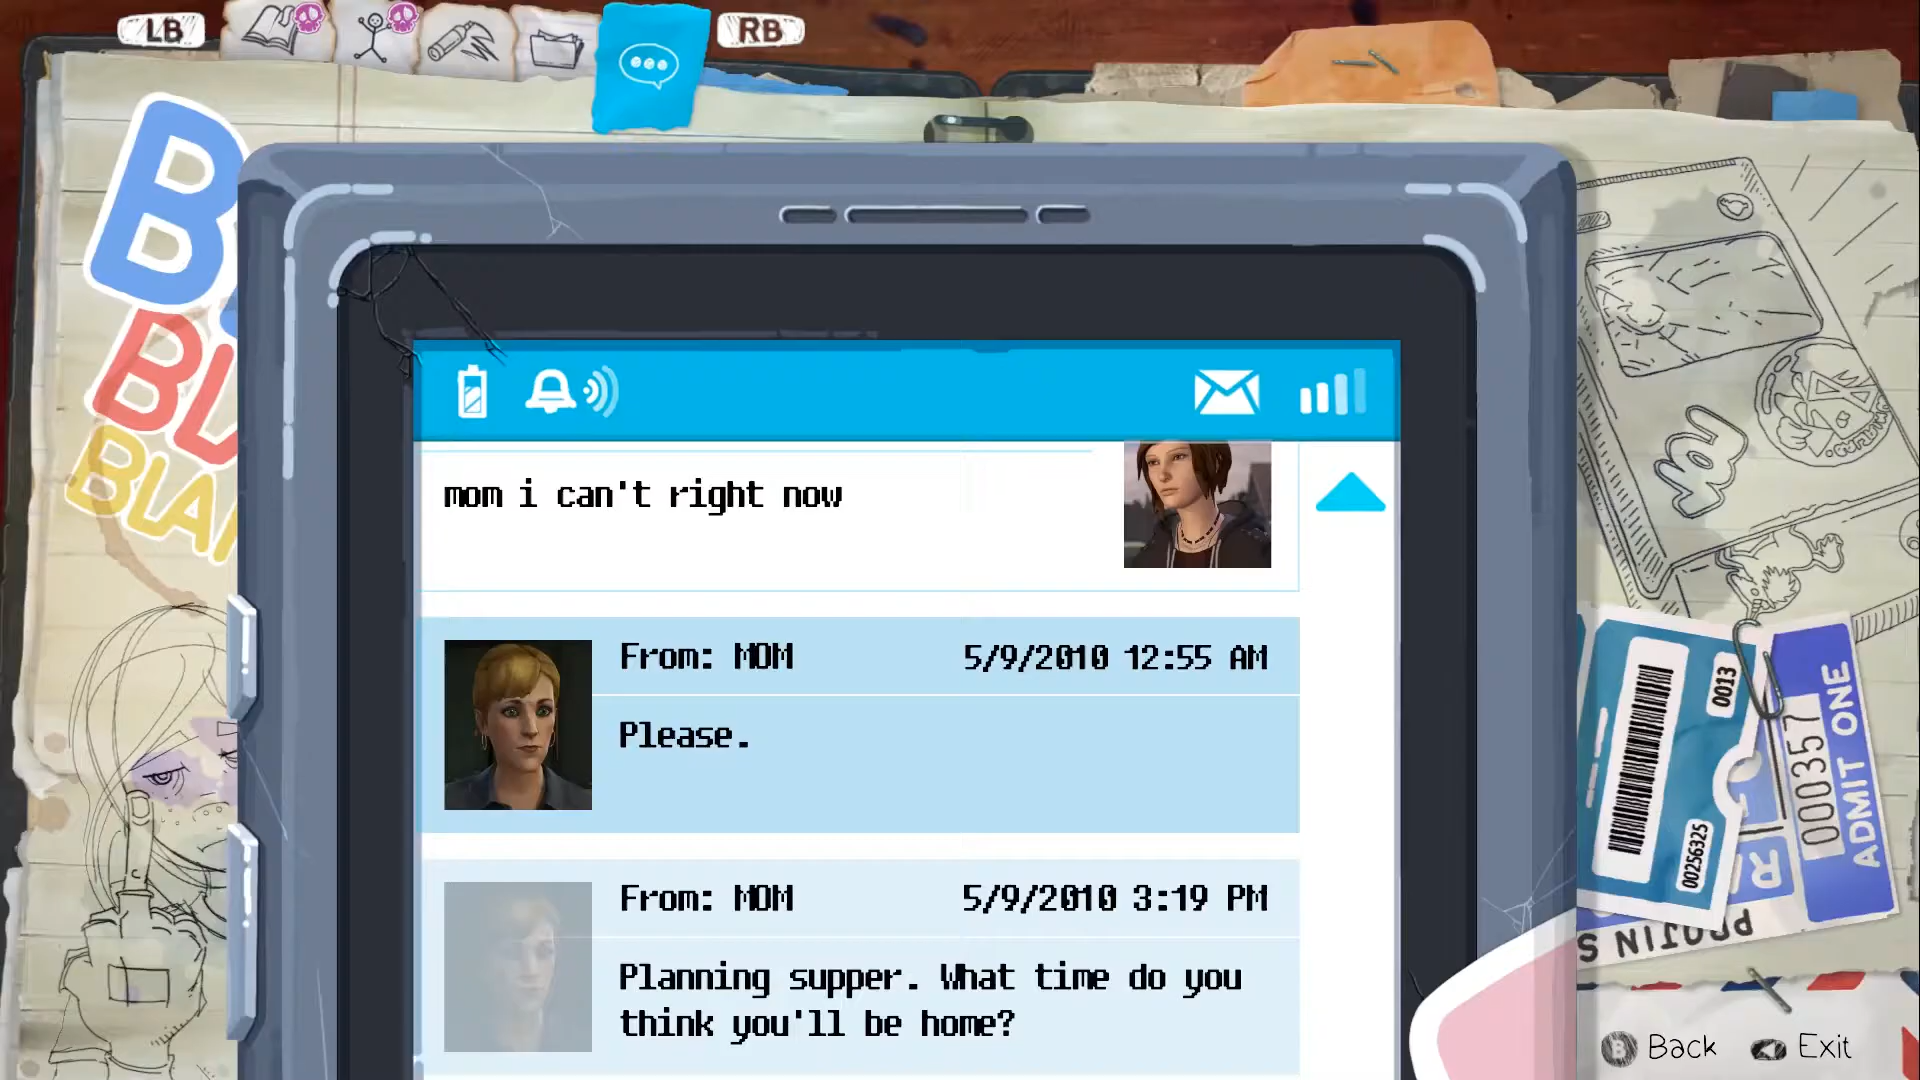 LB
RB
mom i can't right now
From: MOM
5/9/2010 12:55 AM
Please.
From: MOM
5/9/2010 3:19 PM
Planning supper. What time do you
think you'll be home?
0013
00256325
000357
ADMIT ONE
Back
Exit